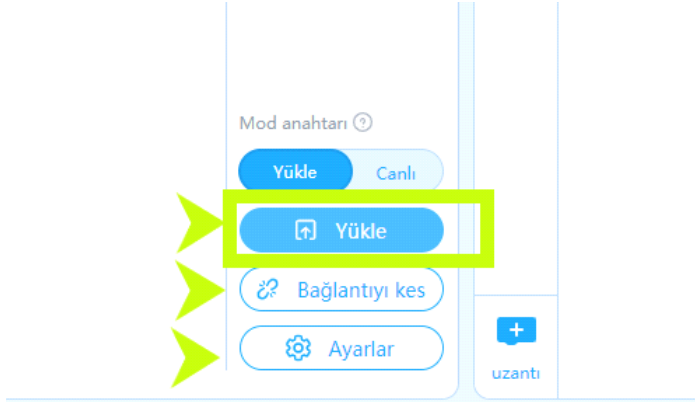 Mod anahtarı ?
Yükle Canlı
Yükle
Bağlantıyı kes
Ayarlar
uzantı